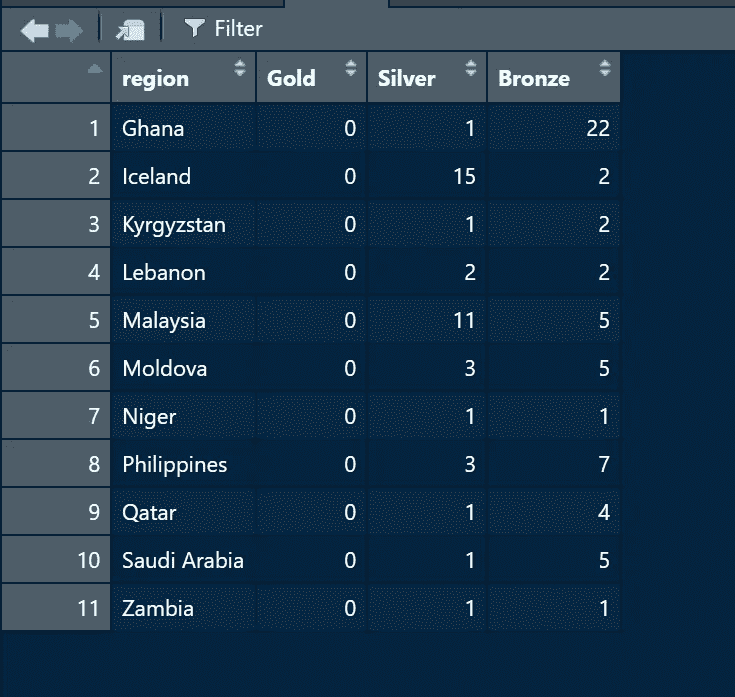 Filter
region Gold Silver Bronze
1 Ghana 0 1 22
2 Iceland 0 15 2
3 Kyrgyzstan 0 1 2
4 Lebanon 0 2 2
5 Malaysia 0 11 5
6 Moldova 0 3 5
7 Niger 0 1 1
8 Philippines 0 3 7
9 Qatar 0 1 4
10 Saudi Arabia 0 1 5
11 Zambia 0 1 1